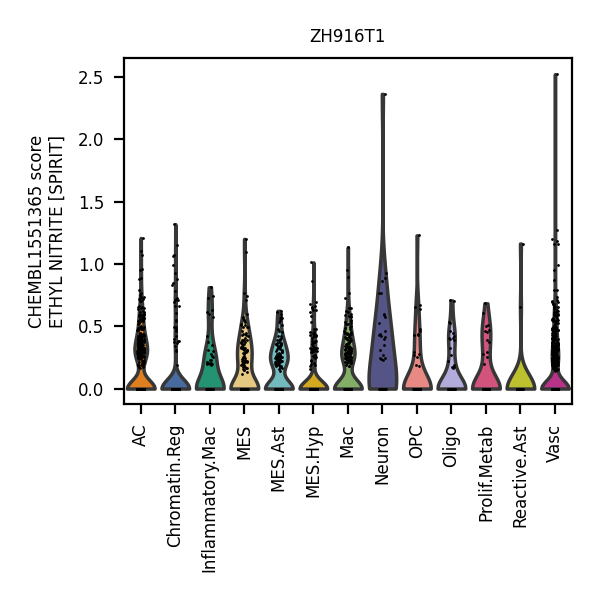 ZH916T1
CHEMBL1551365 score
ETHYL NITRITE [SPIRIT]
2.5
2.0
1.5
1.0
0.5
0.0
AC
Chromatin.Reg
Inflammatory.Mac
MES
MES.Ast
MES.Hyp
Mac
Neuron
OPC
Oligo
Prolif.Metab
Reactive.Ast
Vasc